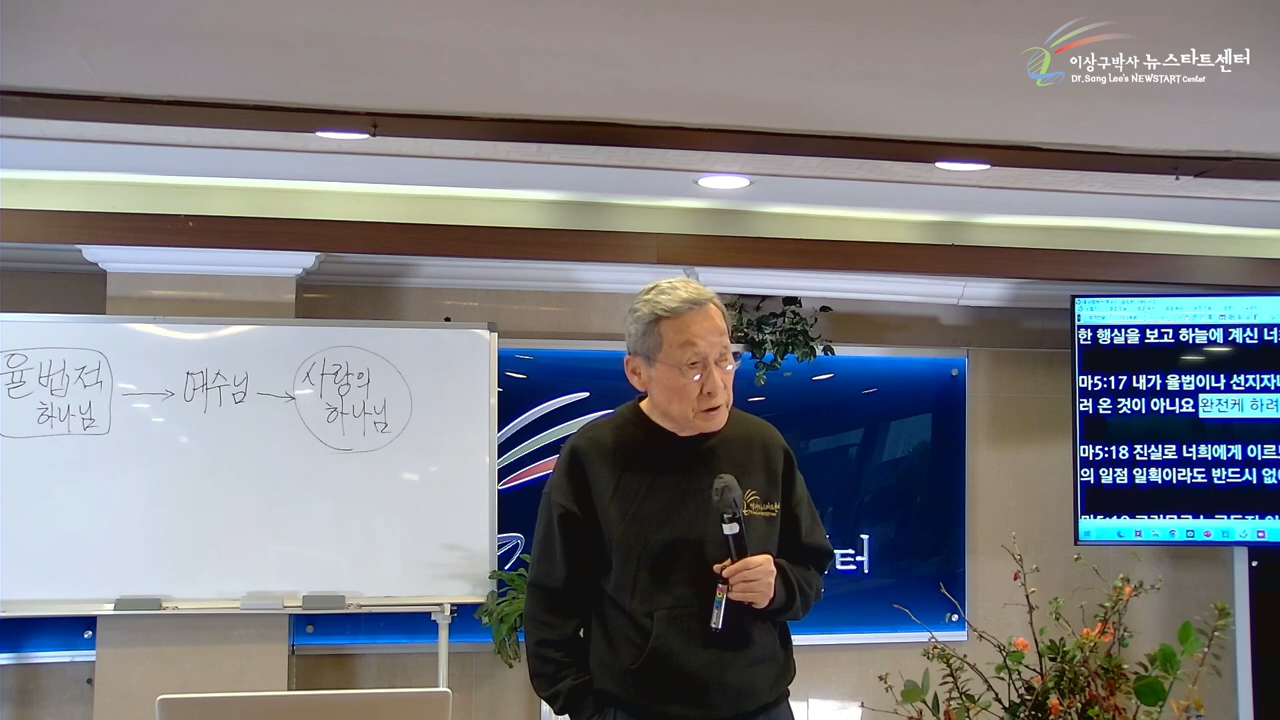 이상구박사 뉴스타트센터
Dr. Sang Lee's NEWSTART Center
율법적
하나님
예수님
사랑의
하나님
한 행실을 보고 하늘에 계신 너
마5:17 내가 율법이나 선지자
러 온 것이 아니요 완전케 하려
마5:18 진실로 너희에게 이르
의 일점 일획이라도 반드시 없
터